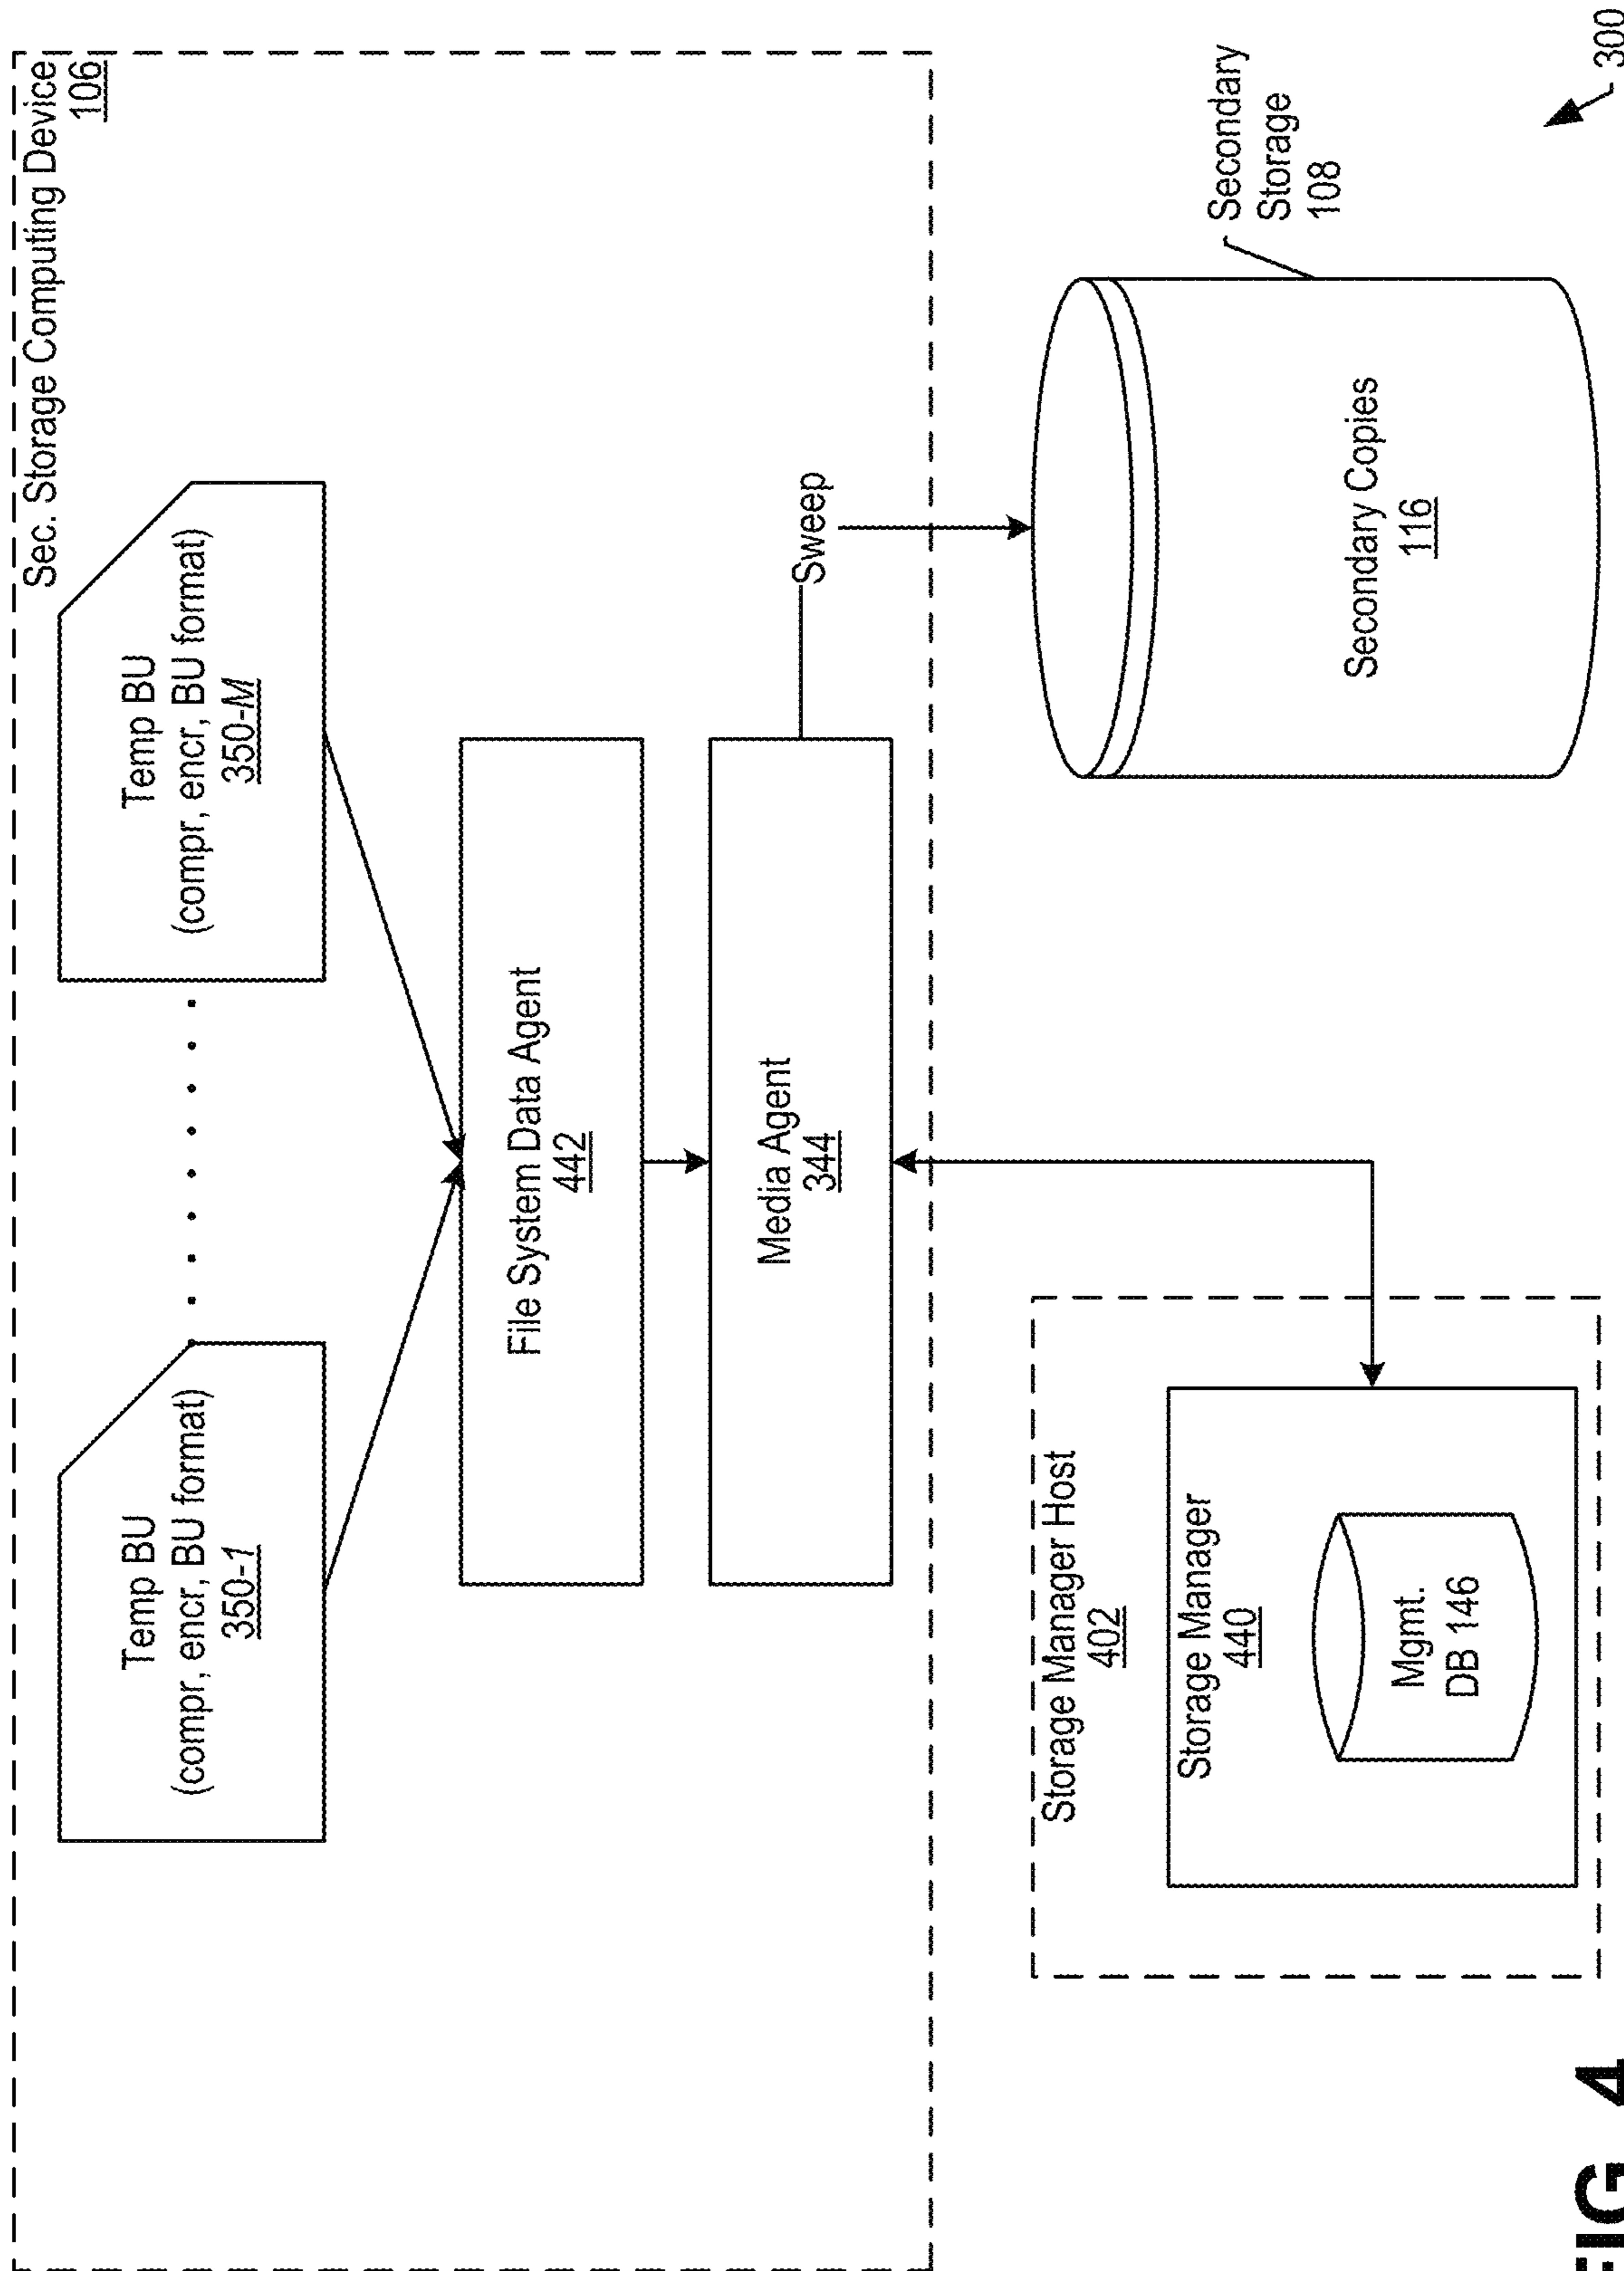 Sec. Storage Computing Device
106
Temp BU
(compr, encr, BU format)
350-1
Temp BU
(compr, encr, BU format)
350-M
File System Data Agent
442
Media Agent
344
Sweep
Storage Manager Host
402
Storage Manager
440
Mgmt.
DB 146
Secondary Copies
116
Secondary
Storage
108
300
FIG. 4